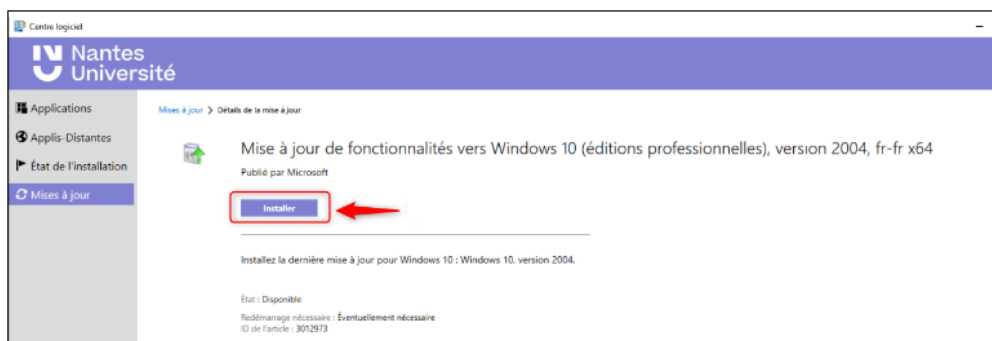 Centre logiciel
Nantes
Université
Applications
Applis-Distantes
État de l'installation
Mises à jour
Mises à jour > Détails de la mise à jour
Mise à jour de fonctionnalités vers Windows 10 (éditions professionnelles), version 2004, fr-fr x64
Publié par Microsoft
Installer
Installez la dernière mise à jour pour Windows 10 : Windows 10. version 2004.
État : Disponible
Redémarrage nécessaire : Éventuellement nécessaire
ID de l'article : 3012973